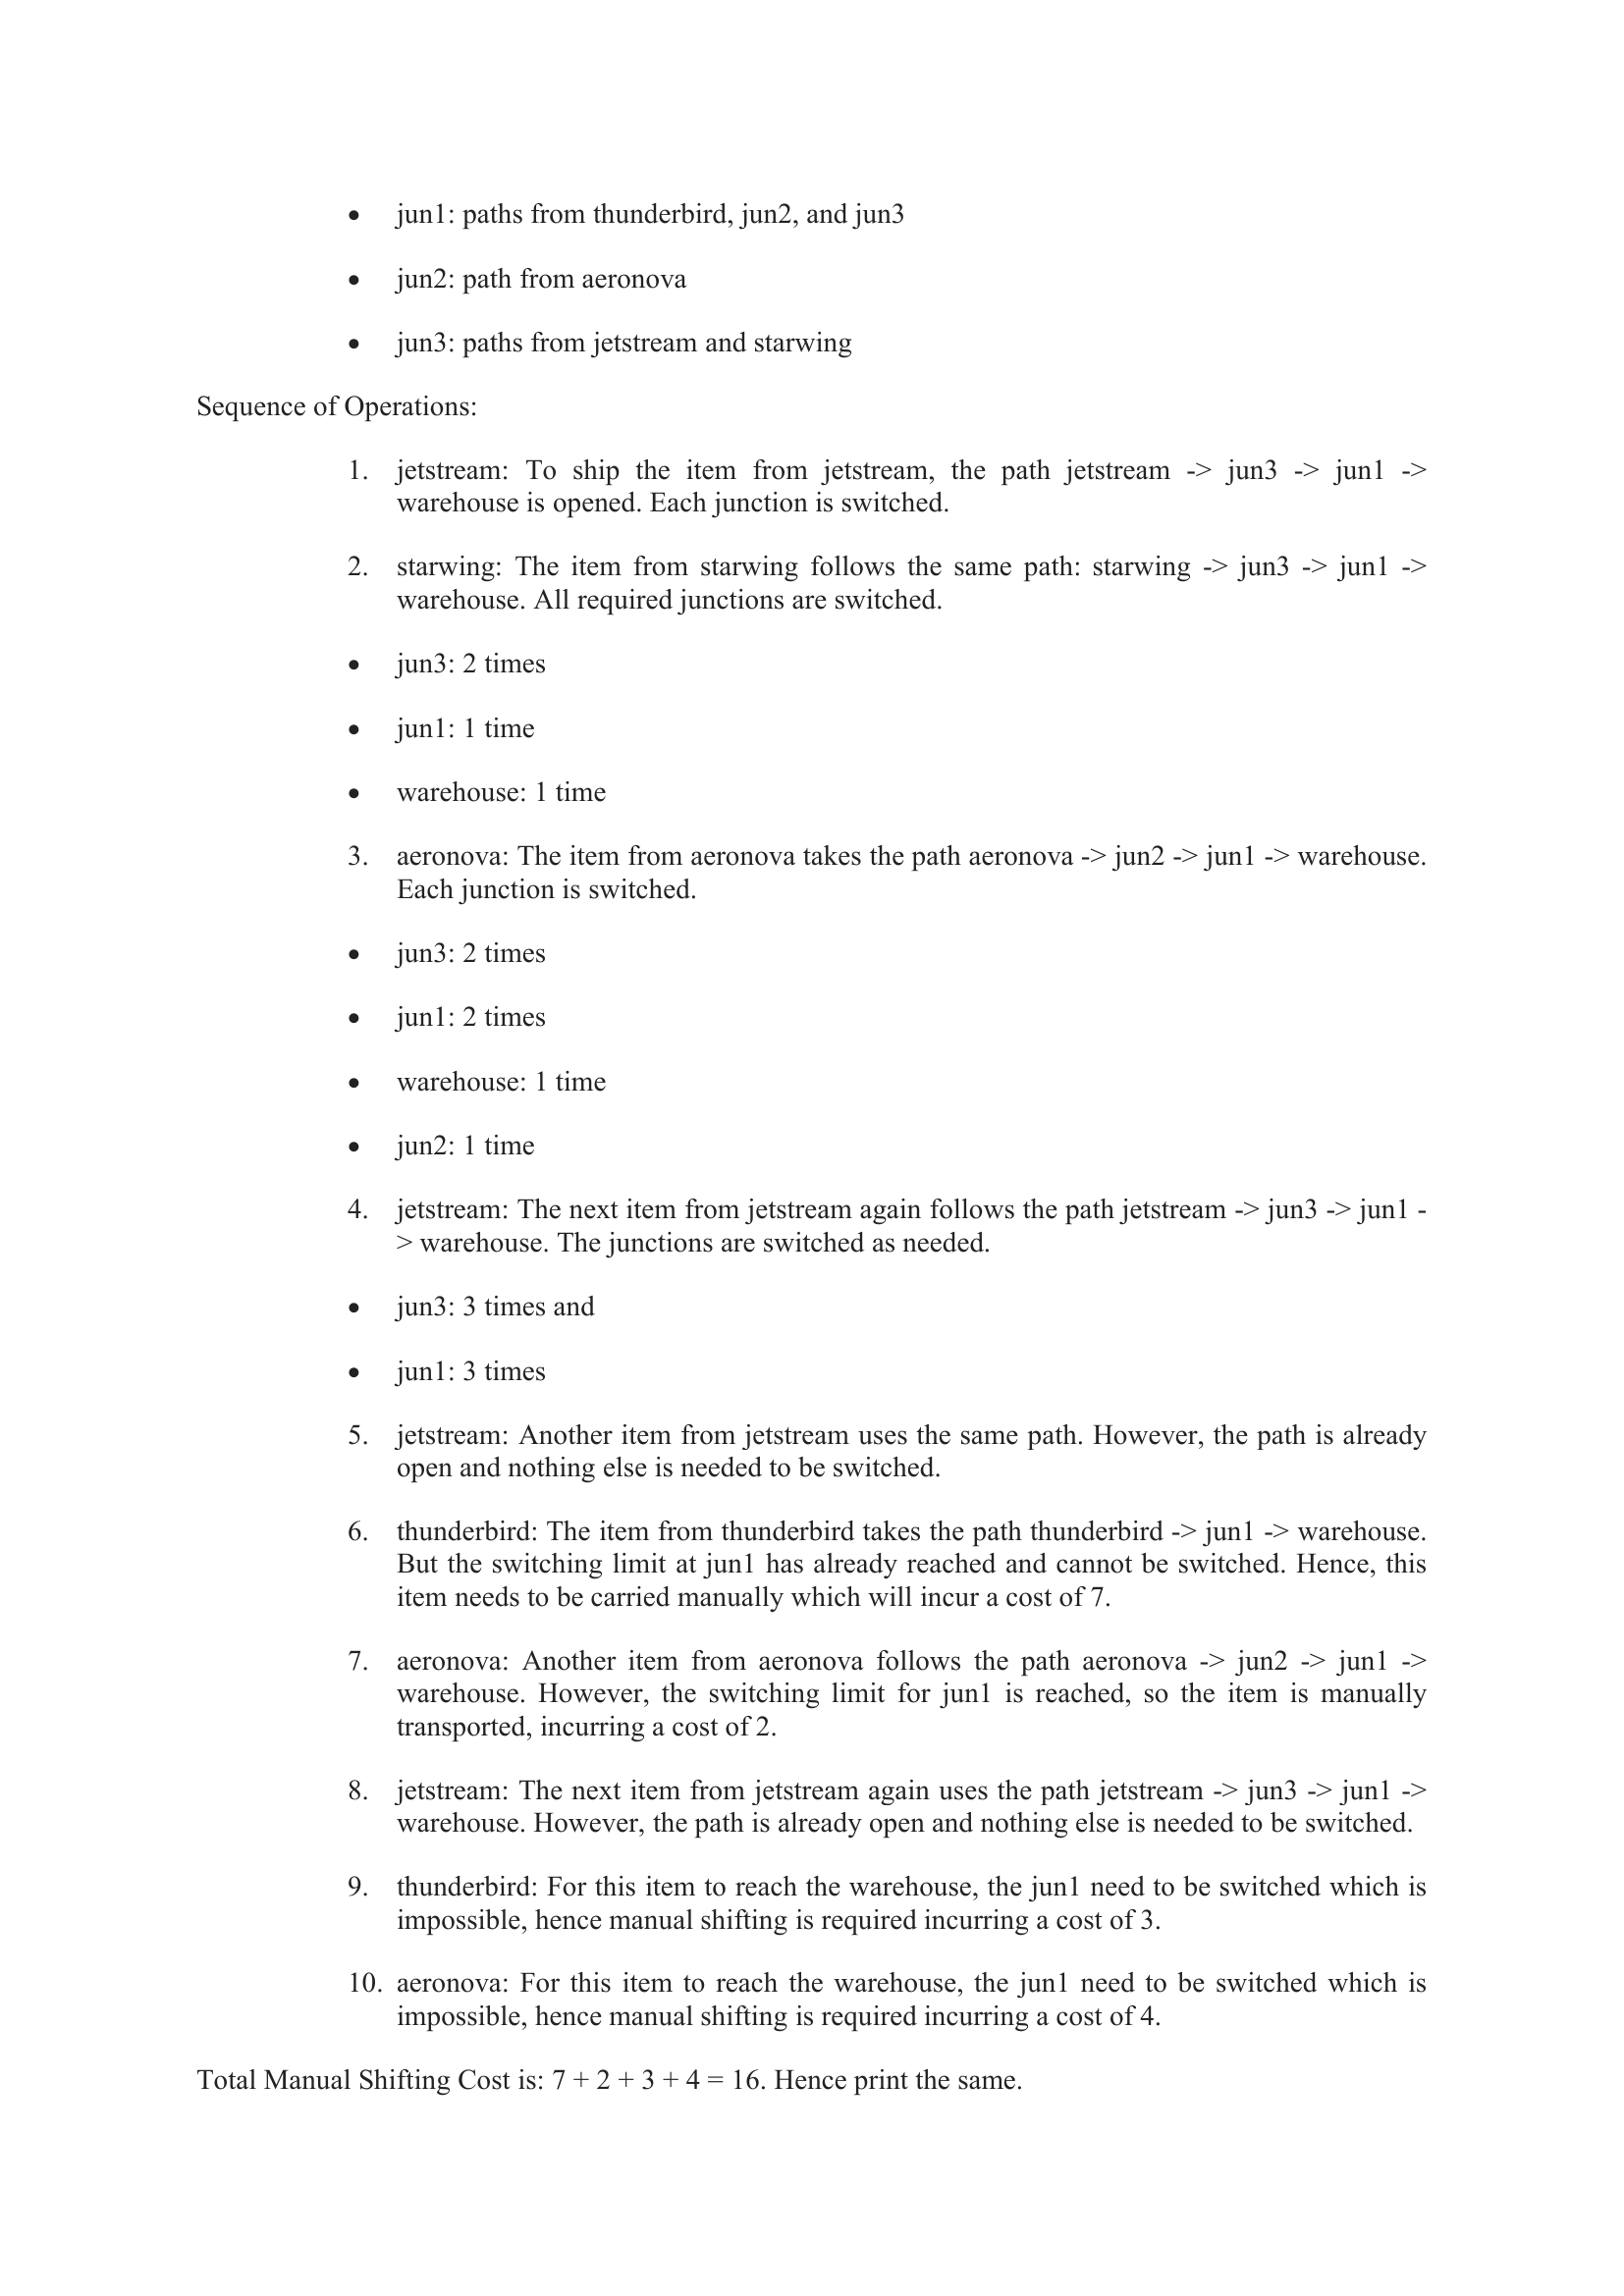 • jun1: paths from thunderbird, jun2, and jun3
• jun2: path from aeronova
• jun3: paths from jetstream and starwing
Sequence of Operations:
1. jetstream: To ship the item from jetstream, the path jetstream -> jun3 -> jun1 ->
warehouse is opened. Each junction is switched.
2. starwing: The item from starwing follows the same path: starwing -> jun3 -> jun1 ->
warehouse. All required junctions are switched.
• jun3: 2 times
• jun1: 1 time
• warehouse: 1 time
3. aeronova: The item from aeronova takes the path aeronova -> jun2 -> jun1 -> warehouse.
Each junction is switched.
• jun3: 2 times
• jun1: 2 times
• warehouse: 1 time
• jun2: 1 time
4. jetstream: The next item from jetstream again follows the path jetstream -> jun3 -> jun1 -
> warehouse. The junctions are switched as needed.
• jun3: 3 times and
• jun1: 3 times
5. jetstream: Another item from jetstream uses the same path. However, the path is already
open and nothing else is needed to be switched.
6. thunderbird: The item from thunderbird takes the path thunderbird -> jun1 -> warehouse.
But the switching limit at jun1 has already reached and cannot be switched. Hence, this
item needs to be carried manually which will incur a cost of 7.
7. aeronova: Another item from aeronova follows the path aeronova -> jun2 -> jun1 ->
warehouse. However, the switching limit for jun1 is reached, so the item is manually
transported, incurring a cost of 2.
8. jetstream: The next item from jetstream again uses the path jetstream -> jun3 -> jun1 ->
warehouse. However, the path is already open and nothing else is needed to be switched.
9. thunderbird: For this item to reach the warehouse, the jun1 need to be switched which is
impossible, hence manual shifting is required incurring a cost of 3.
10. aeronova: For this item to reach the warehouse, the jun1 need to be switched which is
impossible, hence manual shifting is required incurring a cost of 4.
Total Manual Shifting Cost is: 7 + 2 + 3 + 4 = 16. Hence print the same.